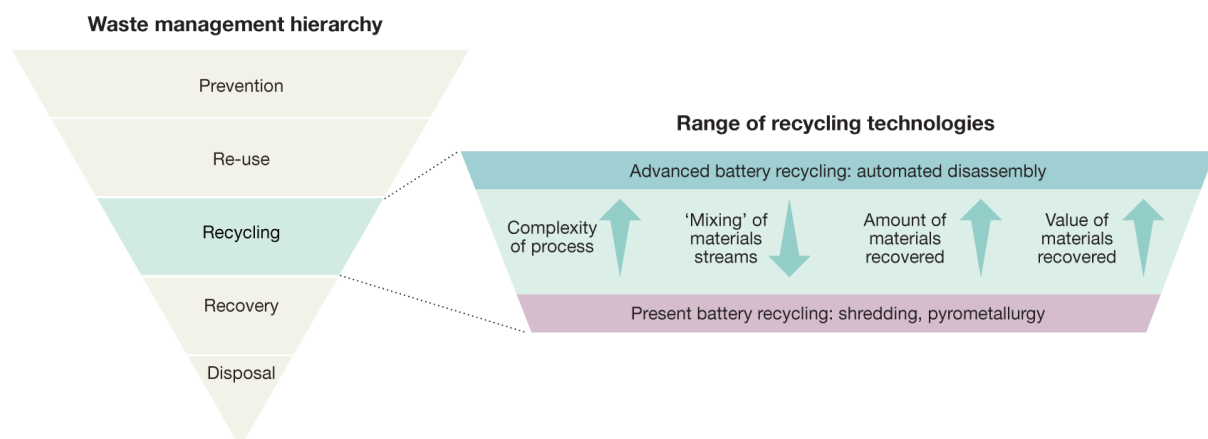 Waste management hierarchy
Prevention
Re-use
Recycling
Recovery
Disposal
Range of recycling technologies
Advanced battery recycling: automated disassembly
Complexity
of process
‘Mixing’ of
materials
streams
Amount of
materials
recovered
Value of
materials
recovered
Present battery recycling: shredding, pyrometallurgy